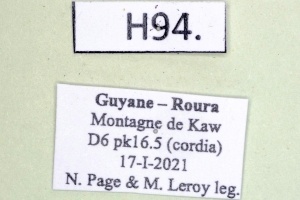 H94.
Guyane – Roura
Montagne de Kaw
D6 pk16.5 (cordia)
17-I-2021
N. Page & M. Leroy leg.